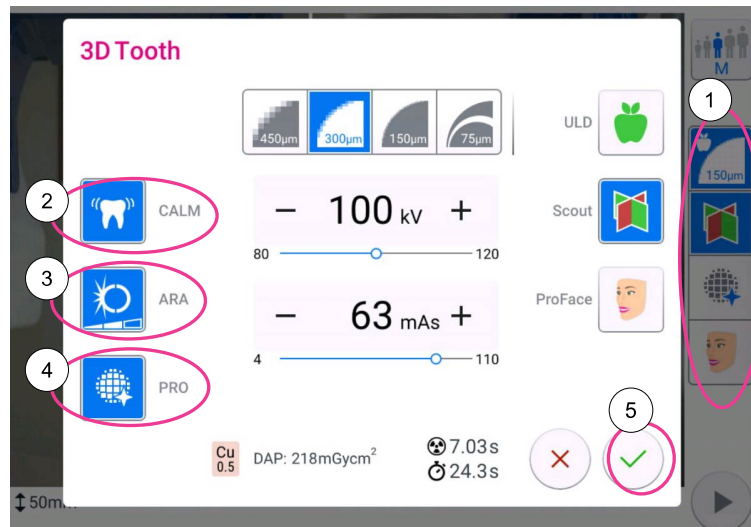 3D Tooth
M
1
450µm
300µm
150µm
75µm
ULD
150µm
2
CALM
− 100 kV +
80
120
Scout
3
ARA
− 63 mAs +
4
110
ProFace
4
PRO
5
Cu
0.5
DAP: 218mGycm²
7.03s
24.3s
50m